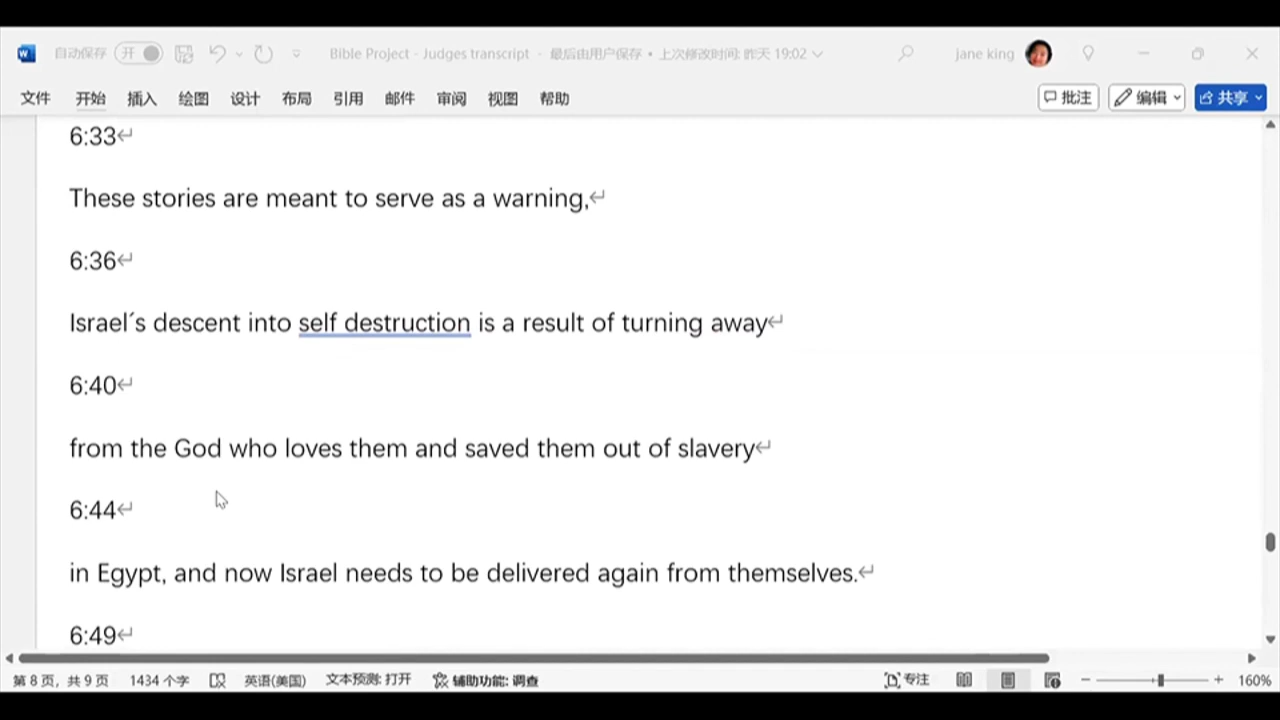 自动保存 开 Bible Project - Judges transcript - 最后由用户保存 • 上次修改时间: 昨天 19:02 jane king
文件 开始 插入 绘图 设计 布局 引用 邮件 审阅 视图 帮助 批注 编辑 共享
6:33↵
These stories are meant to serve as a warning,↵
6:36↵
Israel´s descent into self destruction is a result of turning away↵
6:40↵
from the God who loves them and saved them out of slavery↵
6:44↵
in Egypt, and now Israel needs to be delivered again from themselves.↵
6:49↵
第 8 页，共 9 页 1434 个字 英语(美国) 文本预测: 打开 辅助功能: 调查 专注 160%